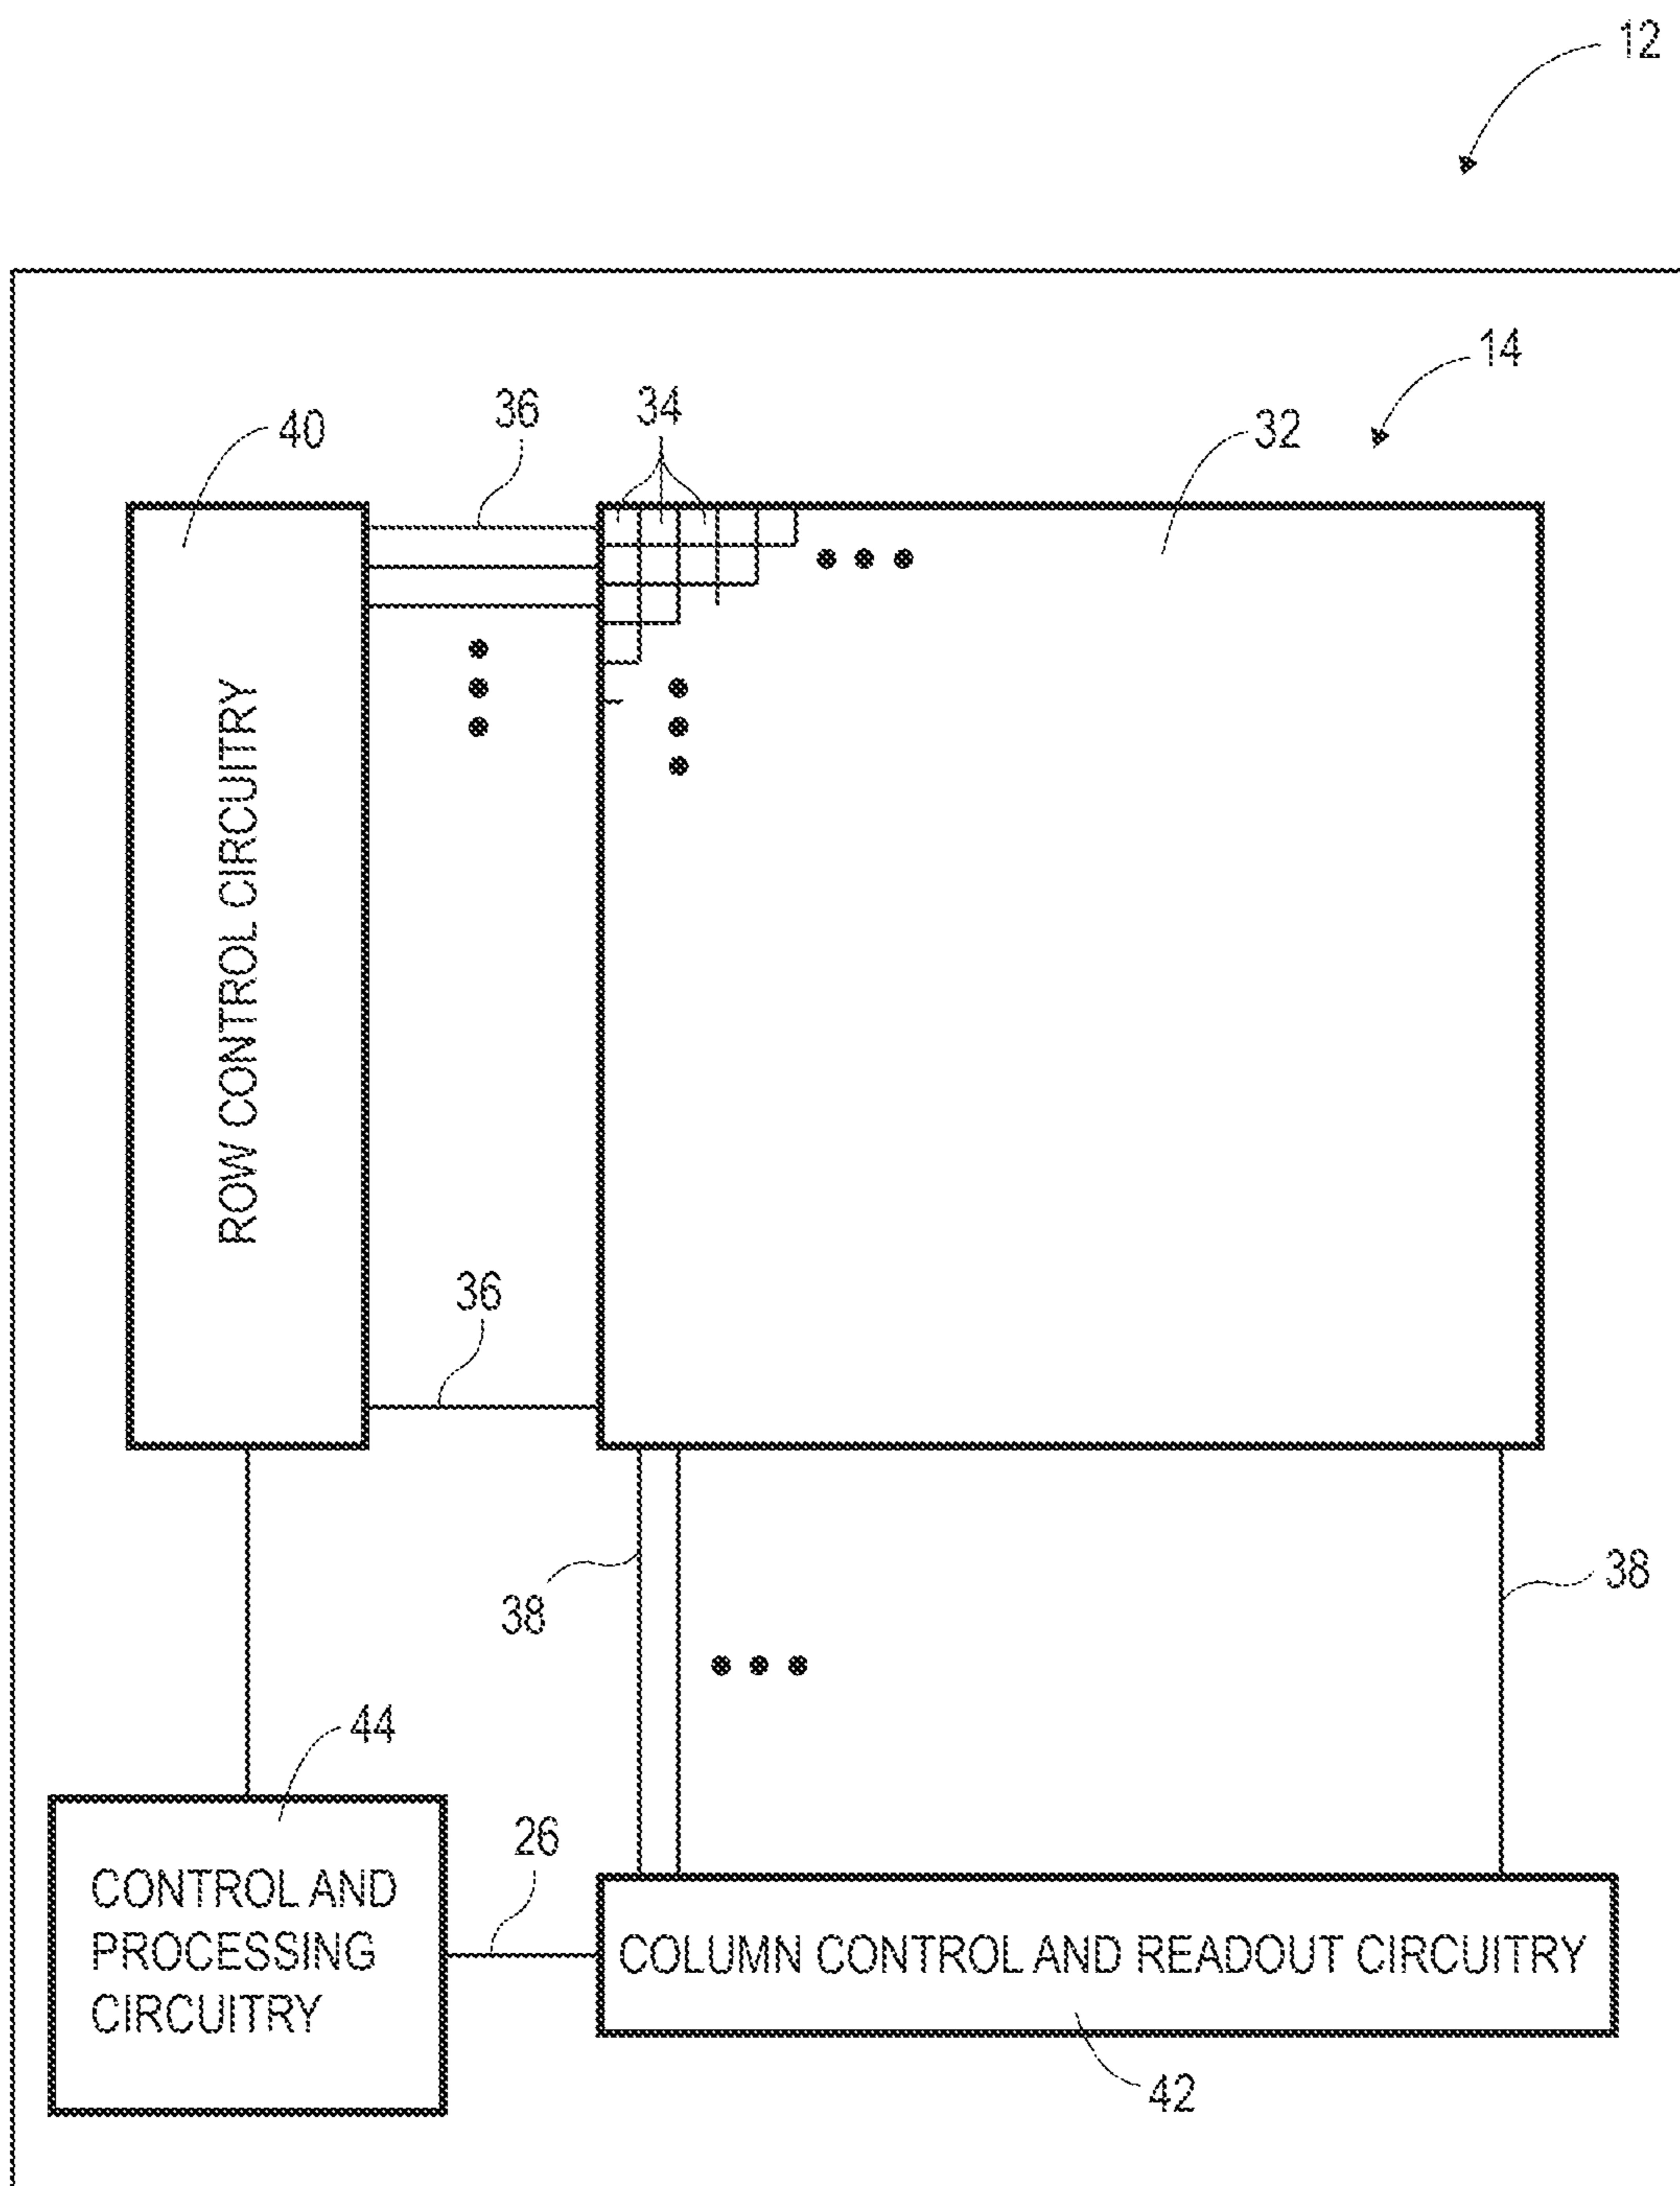 12
14
36
34
32
40
ROW CONTROL CIRCUITRY
36
38
38
44
26
CONTROL AND
PROCESSING
CIRCUITRY
COLUMN CONTROL AND READOUT CIRCUITRY
42